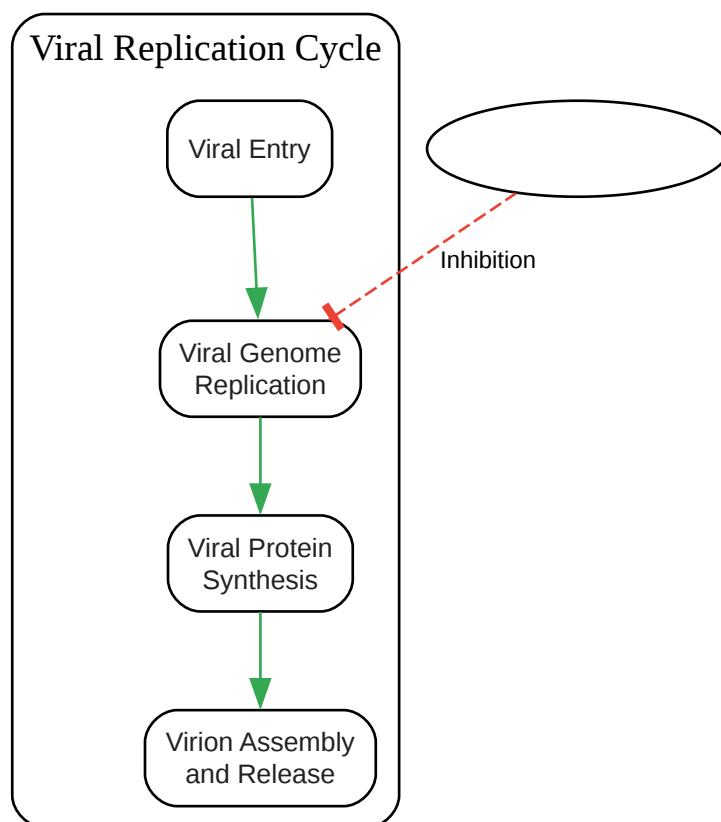 Viral Replication Cycle
Viral Entry
Inhibition
Viral Genome
Replication
Viral Protein
Synthesis
Virion Assembly
and Release